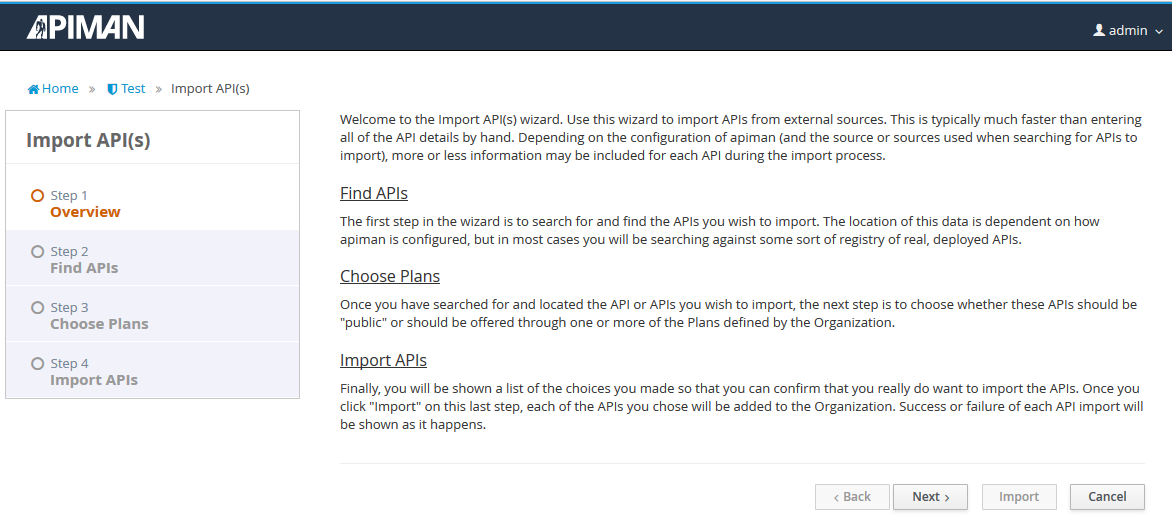 APIMAN
admin
Home » Test » Import API(s)
Import API(s)
Step 1
Overview
Step 2
Find APIs
Step 3
Choose Plans
Step 4
Import APIs
Welcome to the Import API(s) wizard. Use this wizard to import APIs from external sources. This is typically much faster than entering
all of the API details by hand. Depending on the configuration of apiman (and the source or sources used when searching for APIs to
import), more or less information may be included for each API during the import process.
Find APIs
The first step in the wizard is to search for and find the APIs you wish to import. The location of this data is dependent on how
apiman is configured, but in most cases you will be searching against some sort of registry of real, deployed APIs.
Choose Plans
Once you have searched for and located the API or APIs you wish to import, the next step is to choose whether these APIs should be
"public" or should be offered through one or more of the Plans defined by the Organization.
Import APIs
Finally, you will be shown a list of the choices you made so that you can confirm that you really do want to import the APIs. Once you
click "Import" on this last step, each of the APIs you chose will be added to the Organization. Success or failure of each API import will
be shown as it happens.
‹ Back Next › Import Cancel